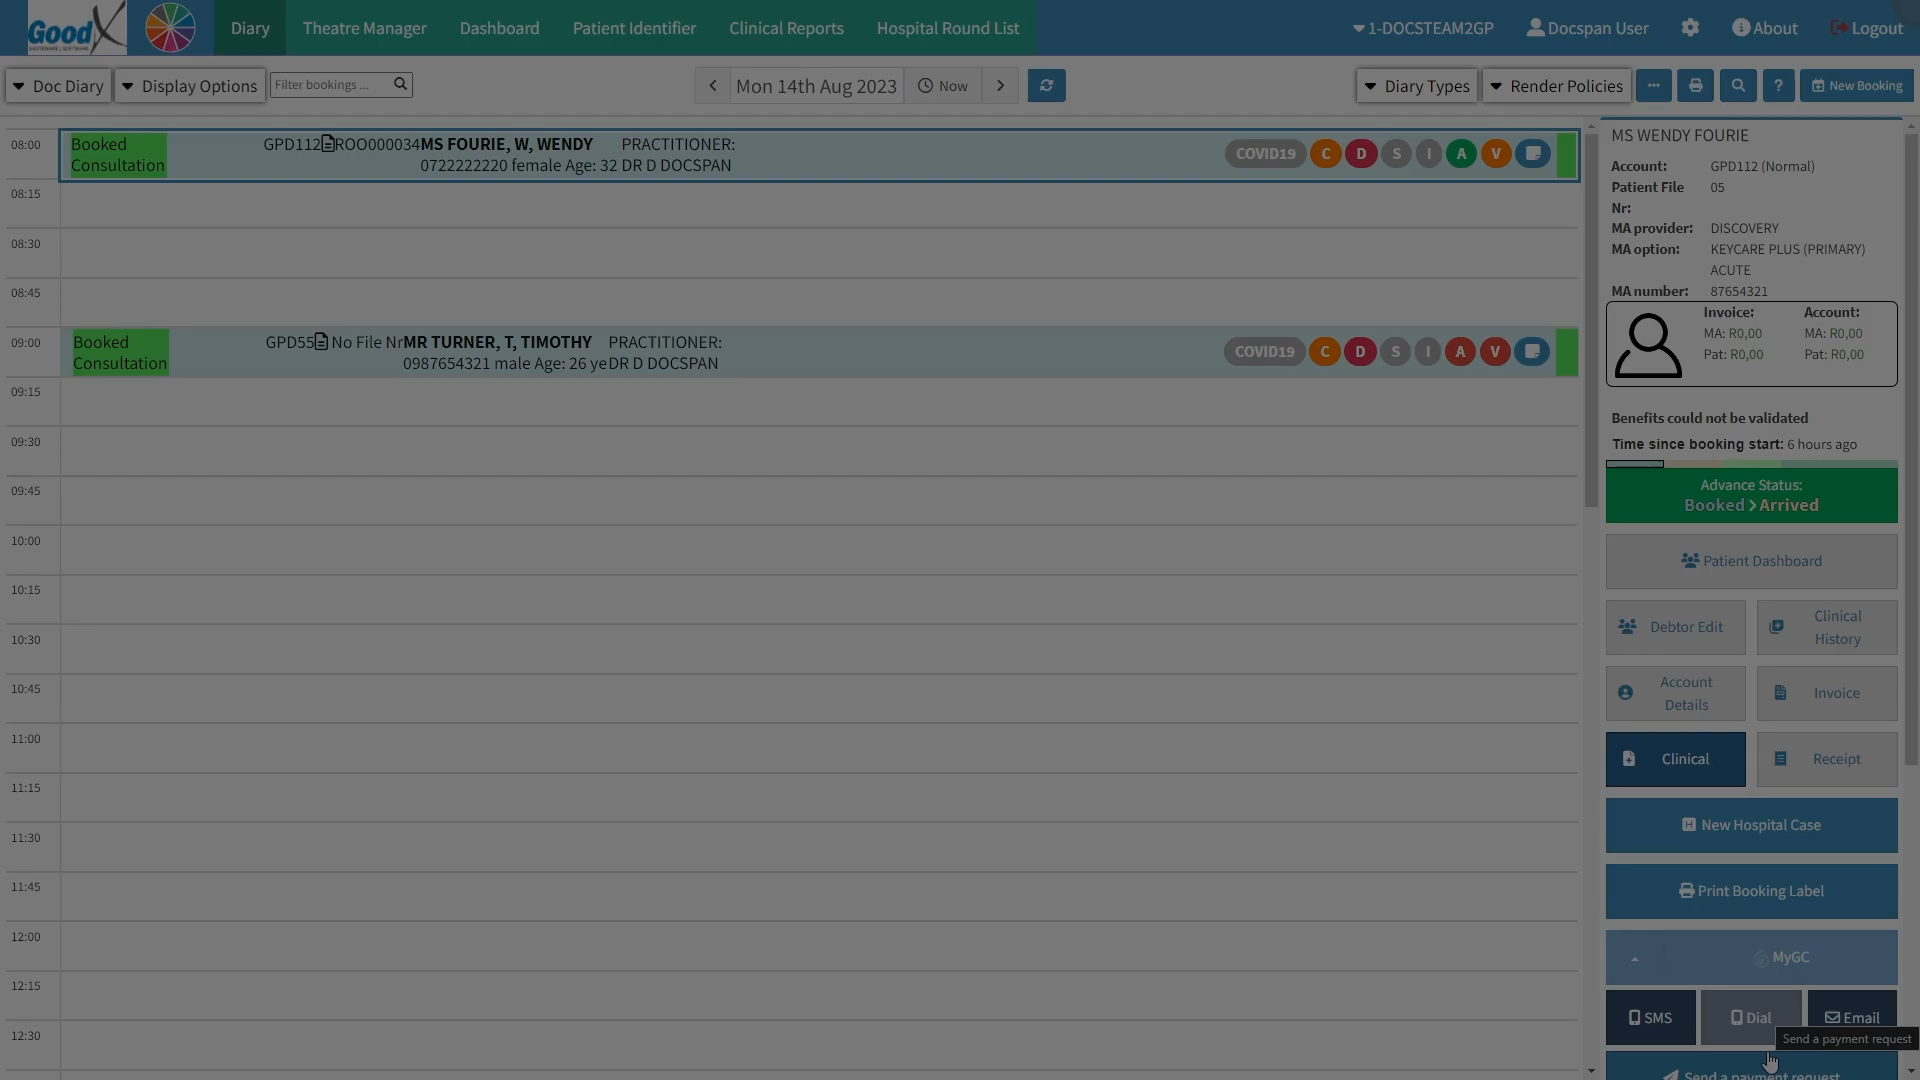 GoodX
Diary
Theatre Manager
Dashboard
Patient Identifier
Clinical Reports
Hospital Round List
1-DOCSTEAM2GP
Docspan User
About
Logout
Doc Diary
Display Options
Filter bookings ...
Mon 14th Aug 2023
Now
Diary Types
Render Policies
...
?
New Booking
08:00
Booked
Consultation
GPD112 ROO000034 MS FOURIE, W, WENDY
0722222220 female Age: 32
PRACTITIONER:
DR D DOCSPAN
COVID19 C D S I A V
08:15
08:30
08:45
09:00
Booked
Consultation
GPD55 No File Nr MR TURNER, T, TIMOTHY
0987654321 male Age: 26 ye
PRACTITIONER:
DR D DOCSPAN
COVID19 C D S I A V
09:15
09:30
09:45
10:00
10:15
10:30
10:45
11:00
11:15
11:30
11:45
12:00
12:15
12:30
MS WENDY FOURIE
Account: GPD112 (Normal)
Patient File 05
Nr:
MA provider: DISCOVERY
MA option: KEYCARE PLUS (PRIMARY)
ACUTE
MA number: 87654321
Invoice: Account:
MA: R0,00 MA: R0,00
Pat: R0,00 Pat: R0,00
Benefits could not be validated
Time since booking start: 6 hours ago
Advance Status:
Booked > Arrived
Patient Dashboard
Debtor Edit
Clinical
History
Account
Details
Invoice
Clinical
Receipt
New Hospital Case
Print Booking Label
MyGC
SMS
Dial
Email
Send a payment request
Send a payment request